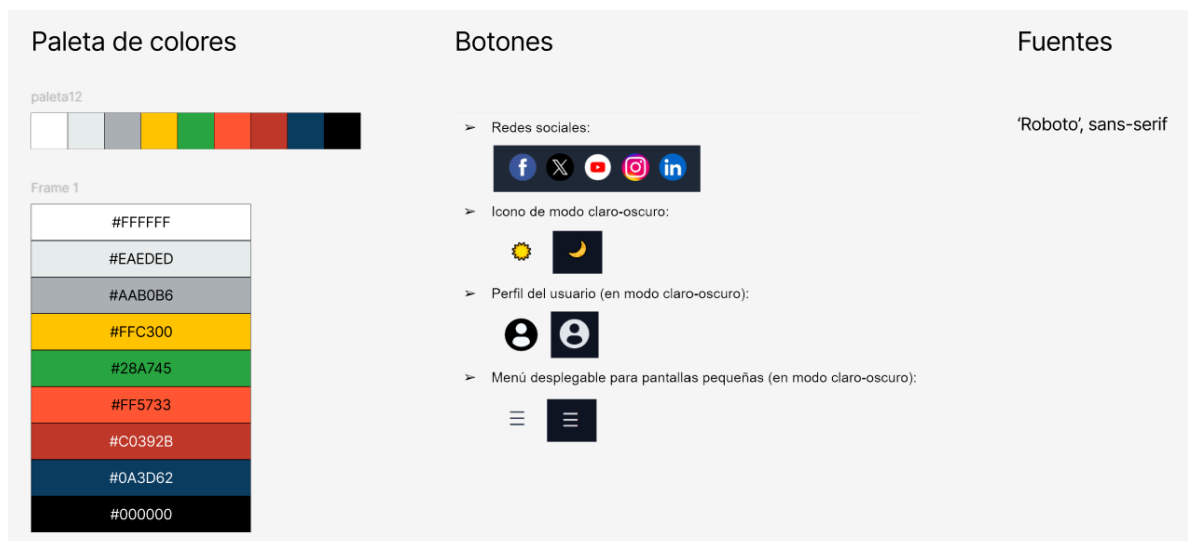 Paleta de colores
paleta12
Frame 1
#FFFFFF
#EAEDED
#AAB0B6
#FFC300
#28A745
#FF5733
#C0392B
#0A3D62
#000000
Botones
➢ Redes sociales:
➢ Icono de modo claro-oscuro:
➢ Perfil del usuario (en modo claro-oscuro):
➢ Menú desplegable para pantallas pequeñas (en modo claro-oscuro):
Fuentes
‘Roboto’, sans-serif